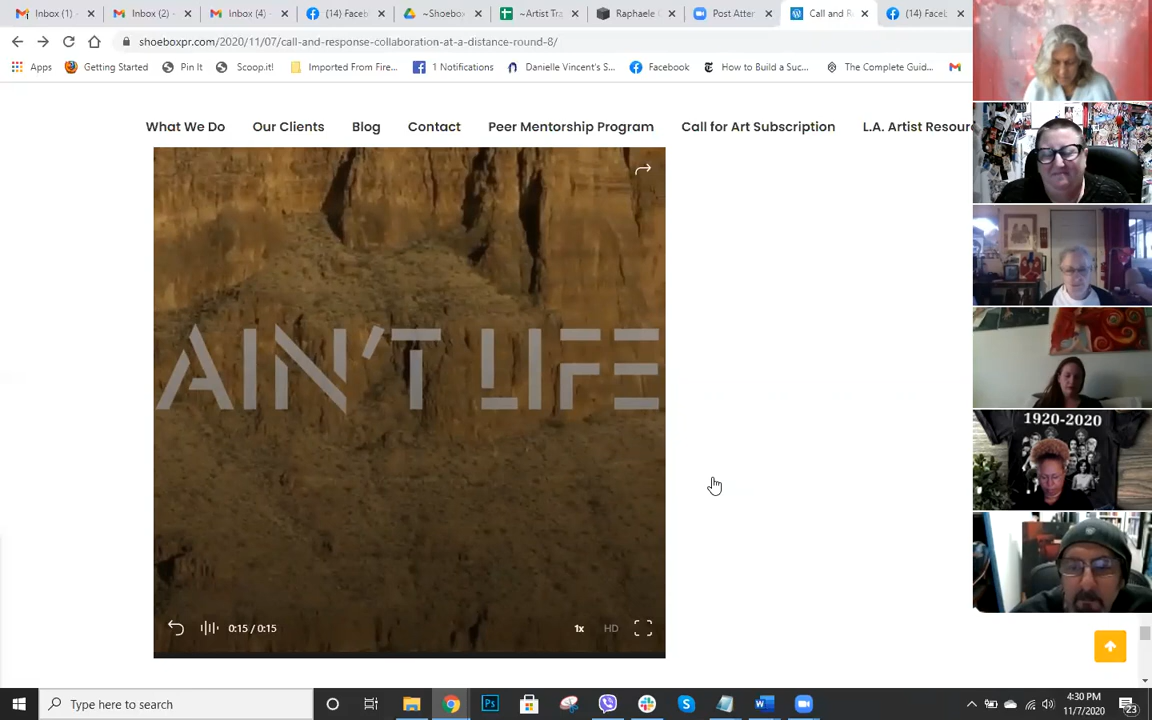 Inbox (1) -
Inbox (2) -
Inbox (4) -
(14) Faceb
~Shoebox
~Artist Tra
Raphaele
Post Atten
Call and R
(14) Faceb
shoeboxpr.com/2020/11/07/call-and-response-collaboration-at-a-distance-round-8/
Apps
Getting Started
Pin It
Scoop.it!
Imported From Fire...
1 Notifications
Danielle Vincent's S...
Facebook
How to Build a Suc...
The Complete Guid...
What We Do
Our Clients
Blog
Contact
Peer Mentorship Program
Call for Art Subscription
L.A. Artist Resour
AIN'T LIFE
0:15 / 0:15
1x
HD
1920-2020
Type here to search
4:30 PM
11/7/2020
23